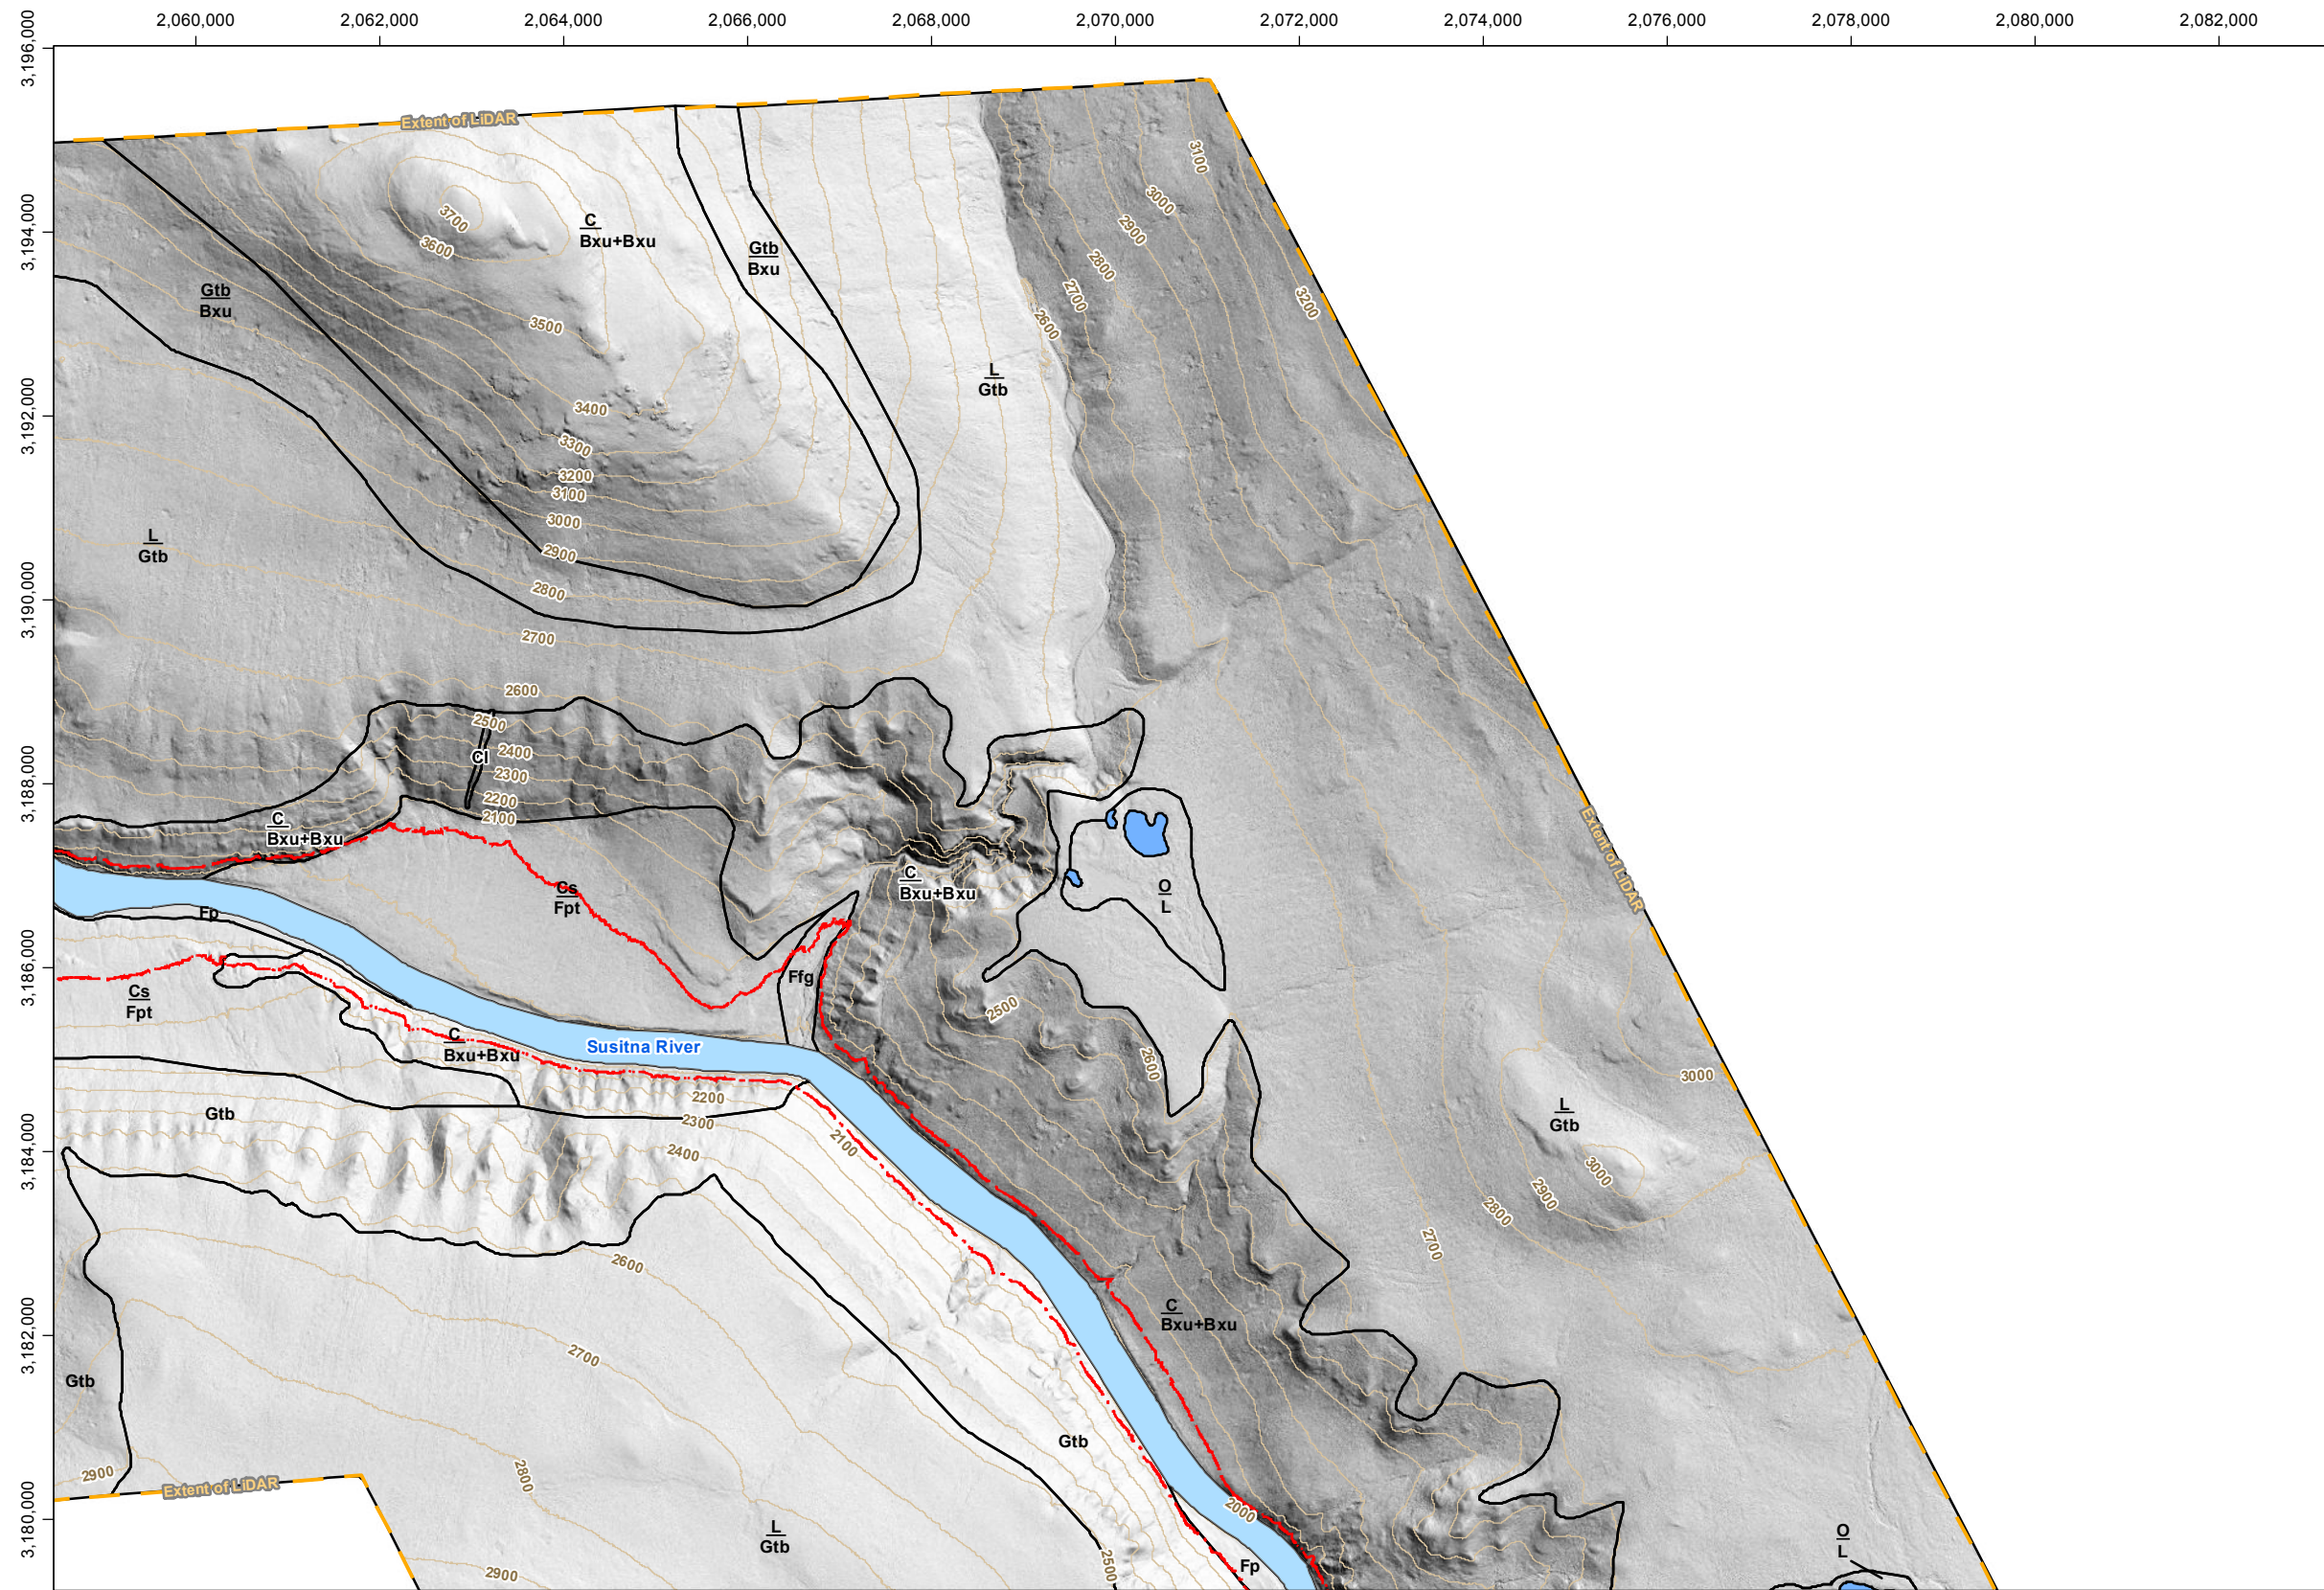 2,060,000 2,062,000 2,064,000 2,066,000 2,068,000 2,070,000 2,072,000 2,074,000 2,076,000 2,078,000 2,080,000 2,082,000
3,196,000
Extent of LiDAR
3100
3000
3700
C
Bxu+Bxu
2900
3600
Gtb
Bxu
2800
Gtb
Bxu
2700
3200
3,194,000
3500
2600
L
Gtb
3400
3,192,000
3300
3200
3100
3000
L
Gtb
2900
2800
3,190,000
2700
2600
2500
2400
Cl
2300
3,188,000
2200
2100
C
Bxu+Bxu
Extent of LiDAR
Cs
Fpt
C
Bxu+Bxu
O
L
Fp
3,186,000
Ffg
Cs
Fpt
2500
C
Bxu+Bxu
Susitna River
2600
3000
2200
Gtb
2300
L
Gtb
3,184,000
2100
2400
3000
2900
2800
2600
2700
3,182,000
C
Bxu+Bxu
2700
Gtb
Gtb
2900
2800
Extent of LiDAR
3,180,000
2000
L
Gtb
O
L
2500
Fp
2900